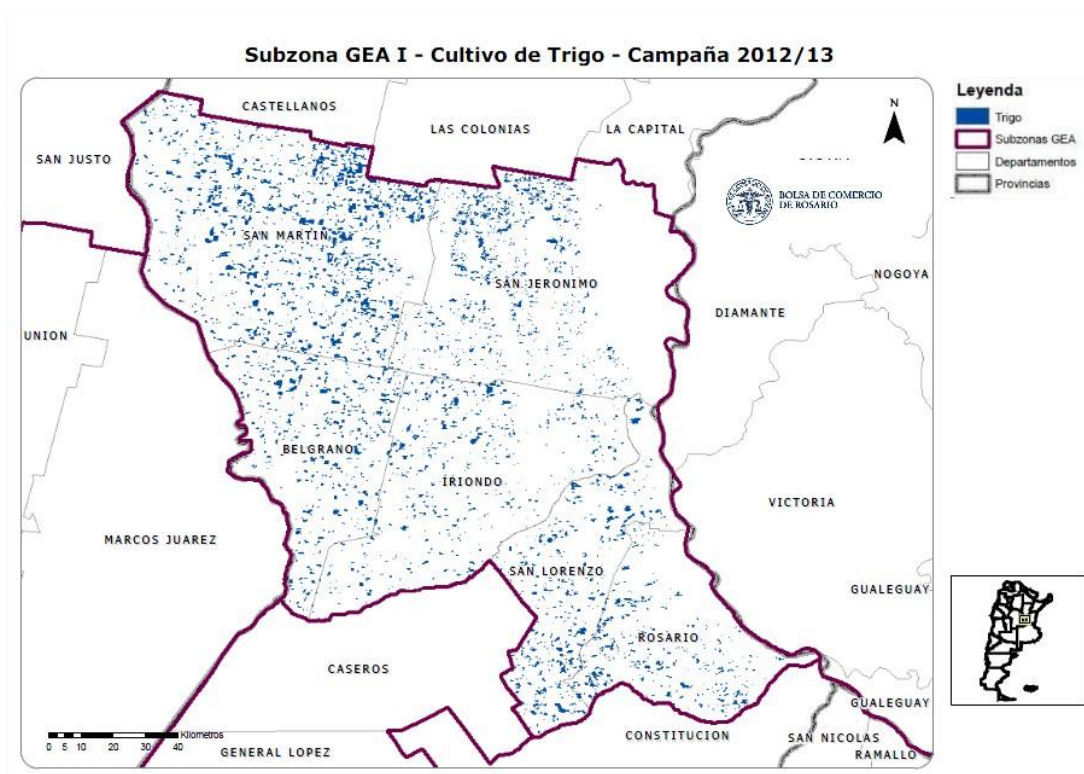 Subzona GEA I - Cultivo de Trigo - Campaña 2012/13
Leyenda
Trigo
Subzonas GEA
Departamentos
Provincias
CASTELLANOS
LAS COLONIAS
LA CAPITAL
N
SAN JUSTO
BOLSA DE COMERCIO
DE ROSARIO
SAN MARTIN
NOGOYA
SAN JERONIMO
DIAMANTE
UNION
BELGRANO
IRIONDO
VICTORIA
MARCOS JUAREZ
SAN LORENZO
GUALEGUAY
ROSARIO
CASEROS
GUALEGUAY
CONSTITUCION
SAN NICOLAS
RAMALLO
GENERAL LOPEZ
Kilometros
0 5 10 20 30 40